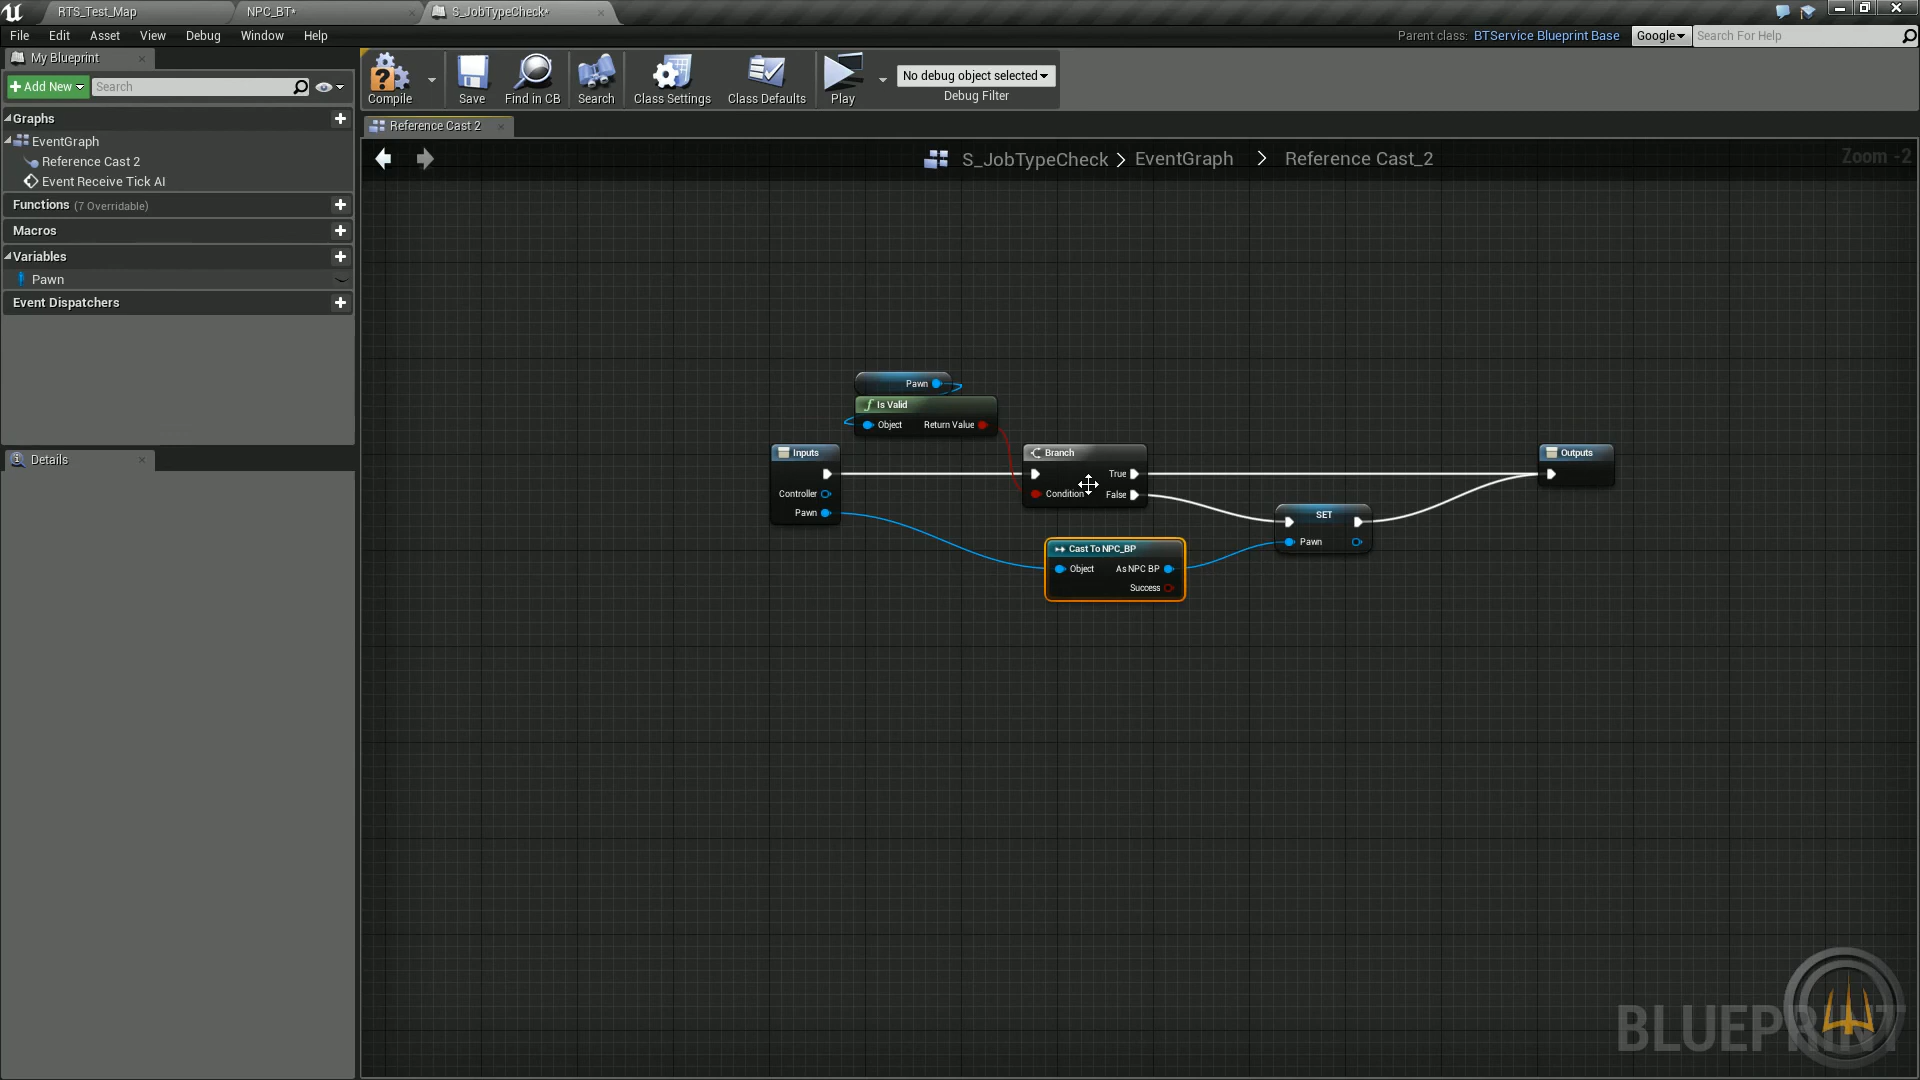 RTS_Test_Map
NPC_BT*
S_JobTypeCheck*
File Edit Asset View Debug Window Help
Parent class: BTService Blueprint Base
Google
Search For Help
My Blueprint
Add New
Search
Compile
Save
Find in CB
Search
Class Settings
Class Defaults
Play
No debug object selected
Debug Filter
Graphs
EventGraph
Reference Cast 2
Event Receive Tick AI
Functions (7 Overridable)
Macros
Variables
Pawn
Event Dispatchers
Details
Reference Cast 2
S_JobTypeCheck > EventGraph > Reference Cast_2
Zoom -2
Pawn
f Is Valid
Object Return Value
Inputs
Controller
Pawn
Branch
True
Condition False
Cast To NPC_BP
Object As NPC BP
Success
SET
Pawn
Outputs
BLUEPRINT